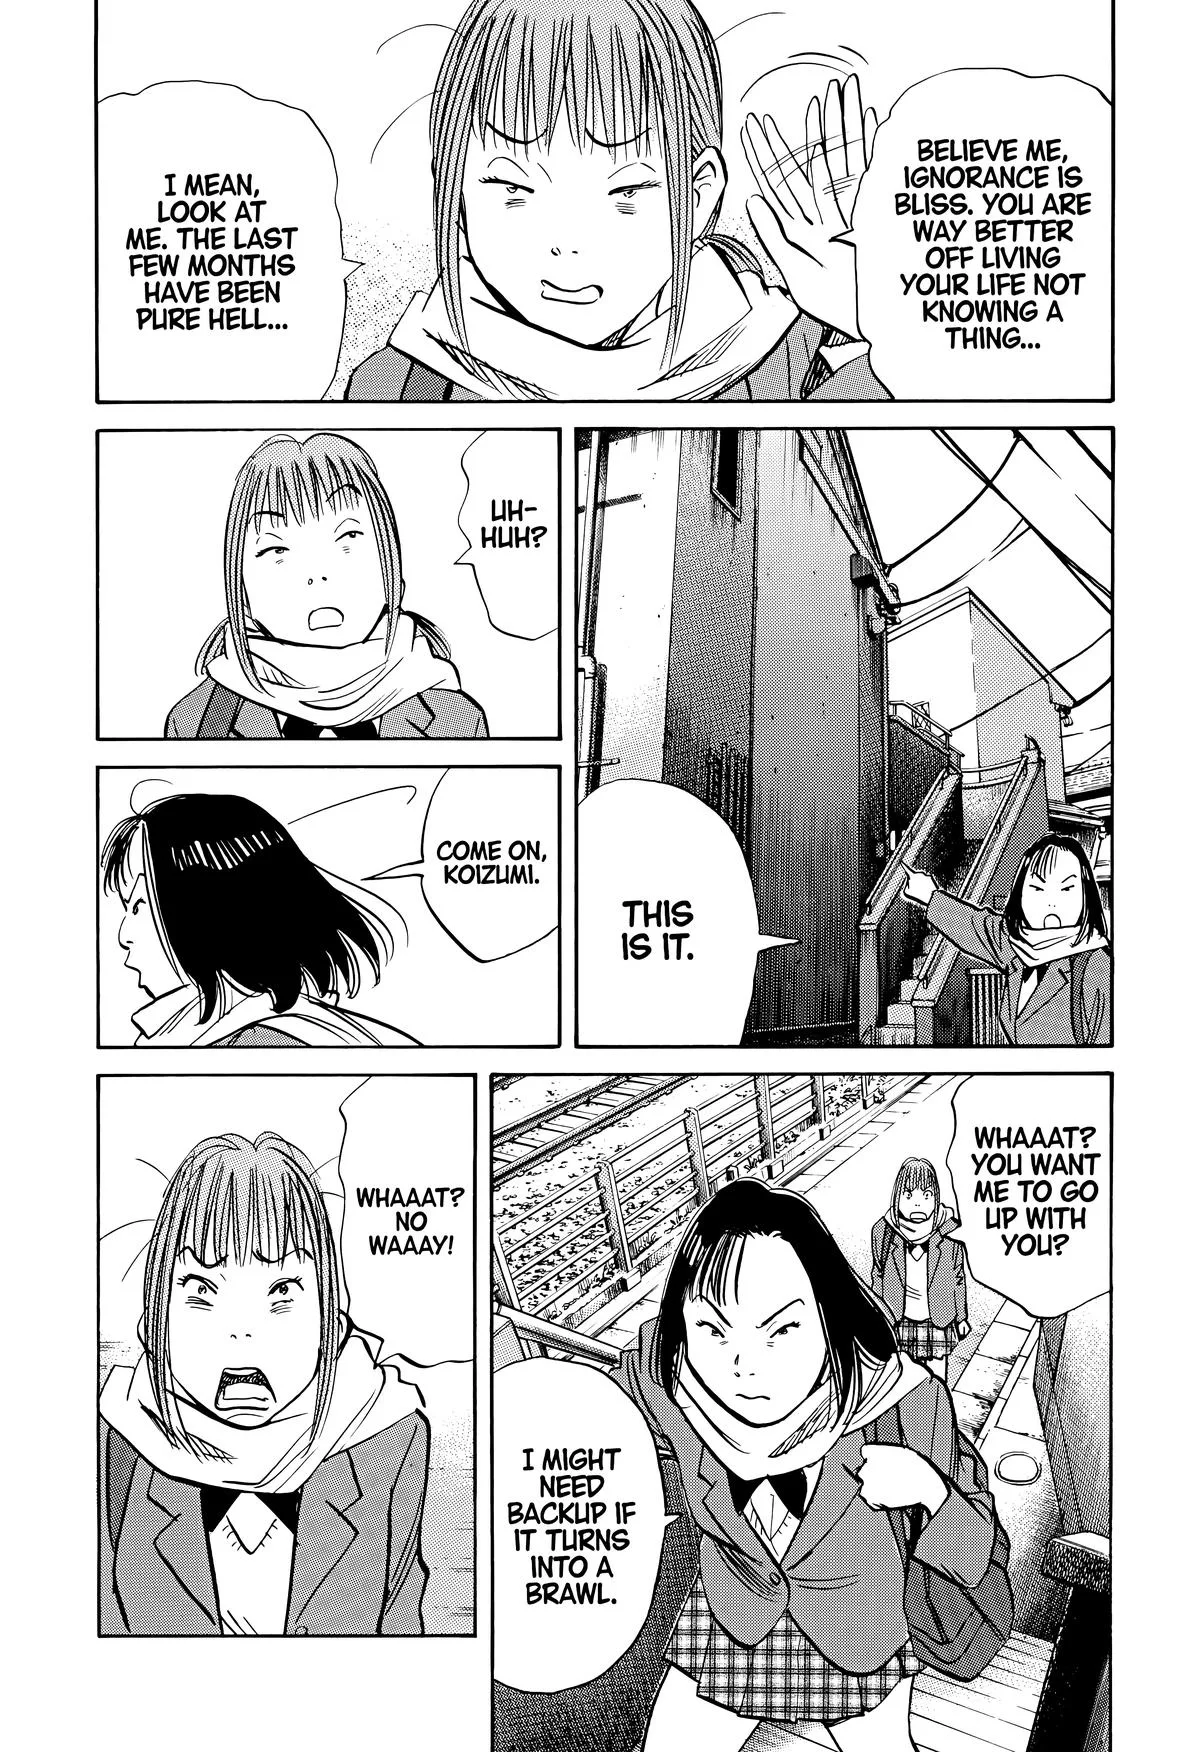 BELIEVE ME,
IGNORANCE IS
BLISS. YOU ARE
WAY BETTER
OFF LIVING
YOUR LIFE NOT
KNOWING A
THING...
I MEAN,
LOOK AT
ME. THE LAST
FEW MONTHS
HAVE BEEN
PURE HELL...
THIS
IS IT.
UH-
HUH?
COME ON,
KOIZUMI.
WHAAAT?
YOU WANT
ME TO GO
UP WITH
YOU?
I MIGHT
NEED
BACKUP IF
IT TURNS
INTO A
BRAWL.
WHAAAT?
NO
WAAAY!